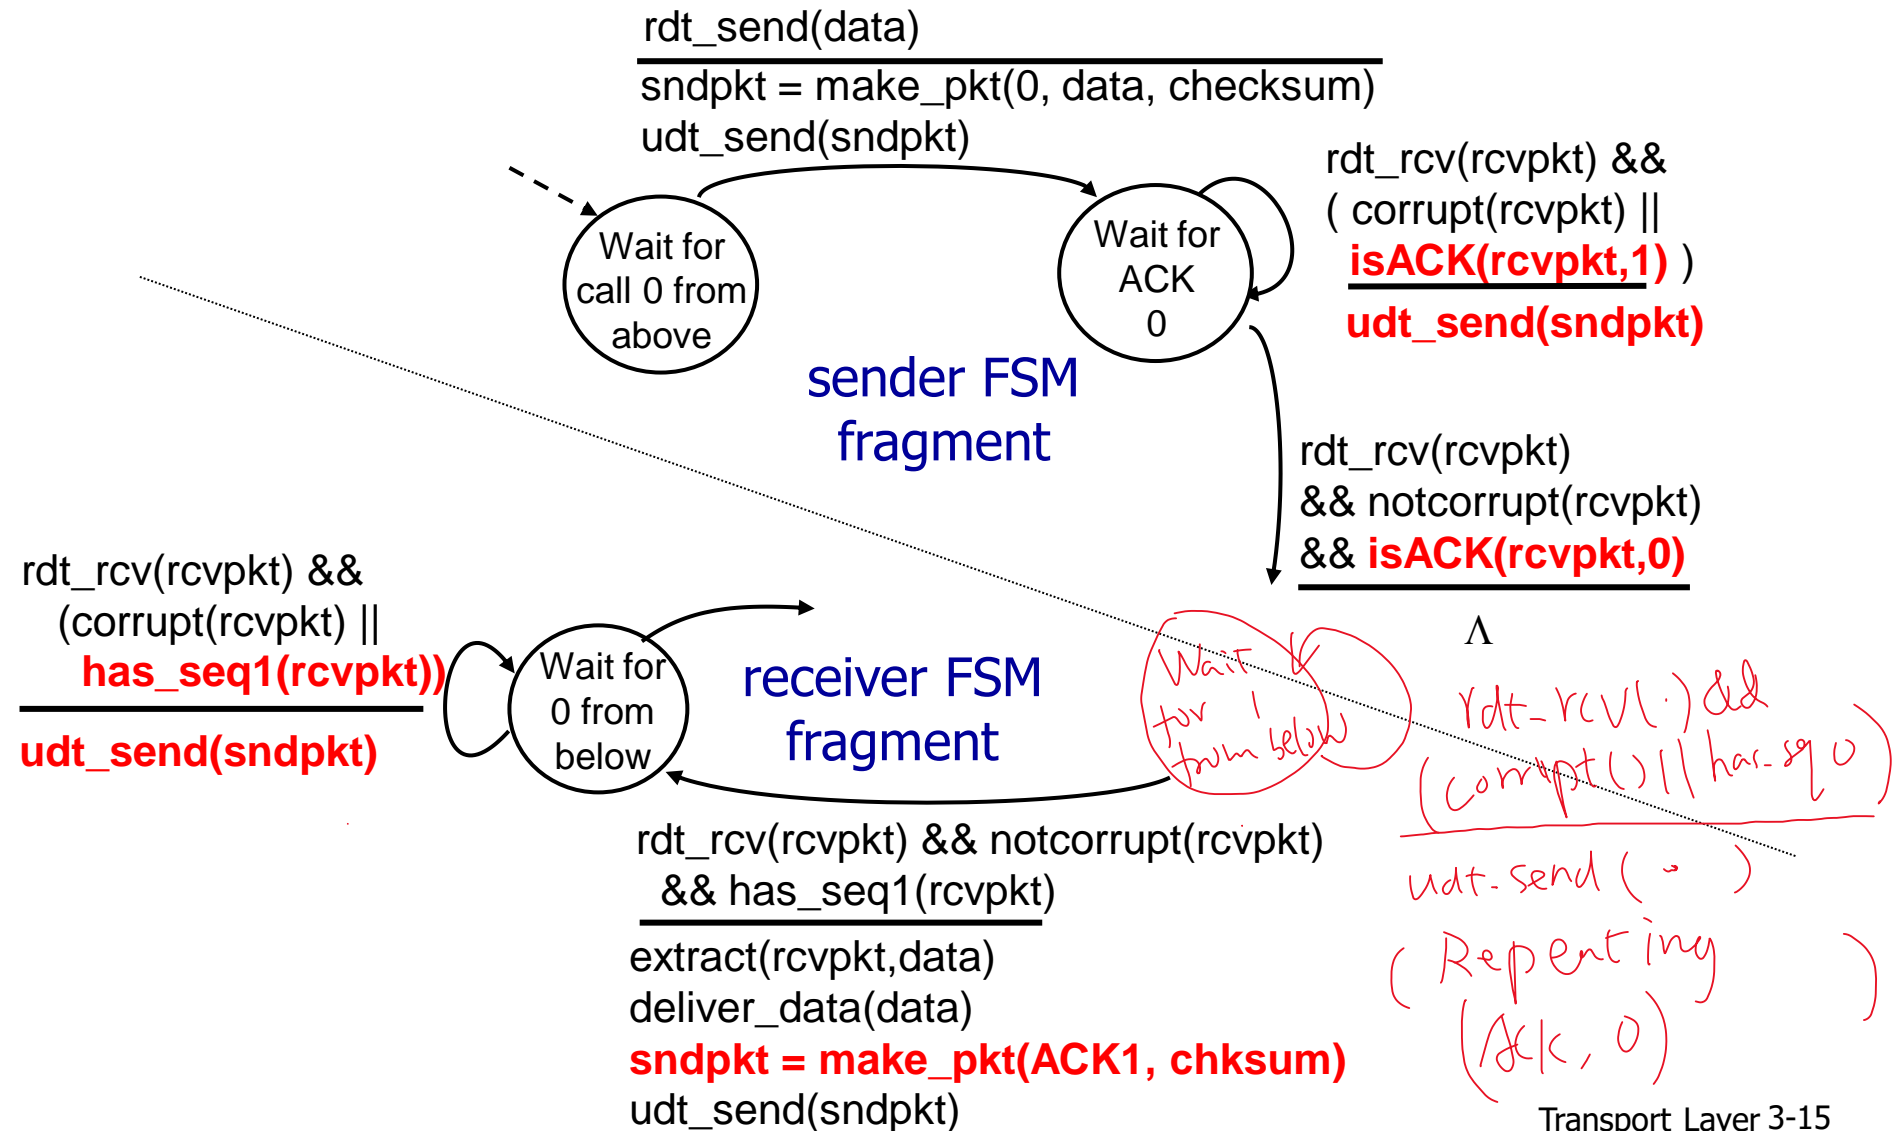 rdt_send(data)
sndpkt = make_pkt(0, data, checksum)
udt_send(sndpkt)
rdt_rcv(rcvpkt) &&
( corrupt(rcvpkt) ||
isACK(rcvpkt,1) )
udt_send(sndpkt)
Wait for
call 0 from
above
Wait for
ACK
0
sender FSM
fragment
rdt_rcv(rcvpkt)
&& notcorrupt(rcvpkt)
&& isACK(rcvpkt,0)
Λ
rdt_rcv(rcvpkt) &&
(corrupt(rcvpkt) ||
has_seq1(rcvpkt))
udt_send(sndpkt)
Wait for
0 from
below
receiver FSM
fragment
Wait
for 1
from below
rdt_rcv(·) &&
(corrupt() || has_sq 0)
udt_send( · )
(Repeating )
(Ack, 0)
rdt_rcv(rcvpkt) && notcorrupt(rcvpkt)
&& has_seq1(rcvpkt)
extract(rcvpkt,data)
deliver_data(data)
sndpkt = make_pkt(ACK1, chksum)
udt_send(sndpkt)
Transport Layer 3-15